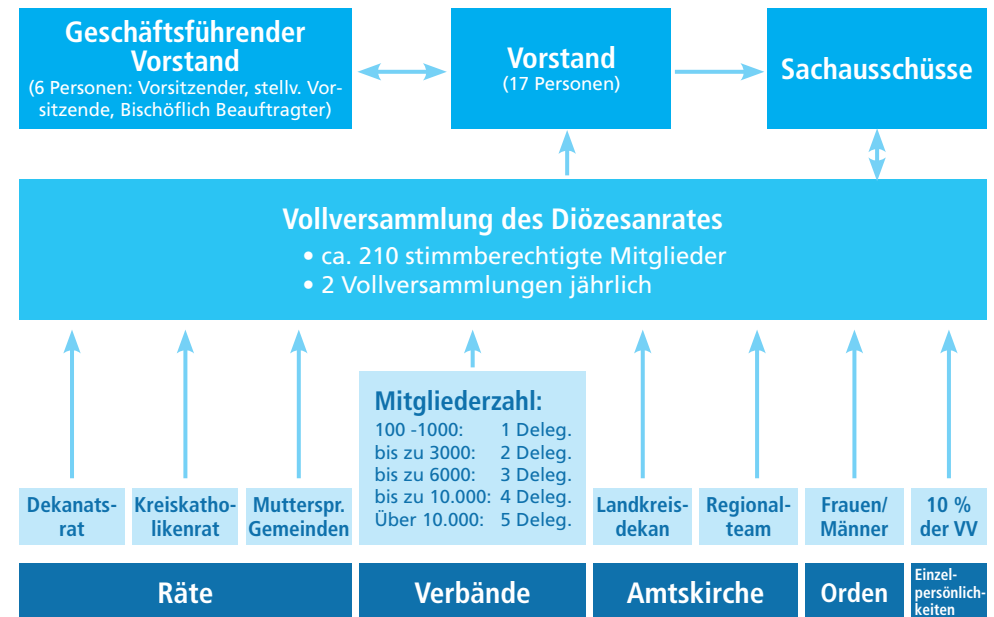 Geschäftsführender
Vorstand
(6 Personen: Vorsitzender, stellv. Vor-
sitzende, Bischöflich Beauftragter)
Vorstand
(17 Personen)
Sachausschüsse
Vollversammlung des Diözesanrates
• ca. 210 stimmberechtigte Mitglieder
• 2 Vollversammlungen jährlich
Dekanats-
rat
Kreiskatho-
likenrat
Mutterspr.
Gemeinden
Mitgliederzahl:
100 -1000: 1 Deleg.
bis zu 3000: 2 Deleg.
bis zu 6000: 3 Deleg.
bis zu 10.000: 4 Deleg.
Über 10.000: 5 Deleg.
Landkreis-
dekan
Regional-
team
Frauen/
Männer
10 %
der VV
Räte
Verbände
Amtskirche
Orden
Einzel-
persönlich-
keiten